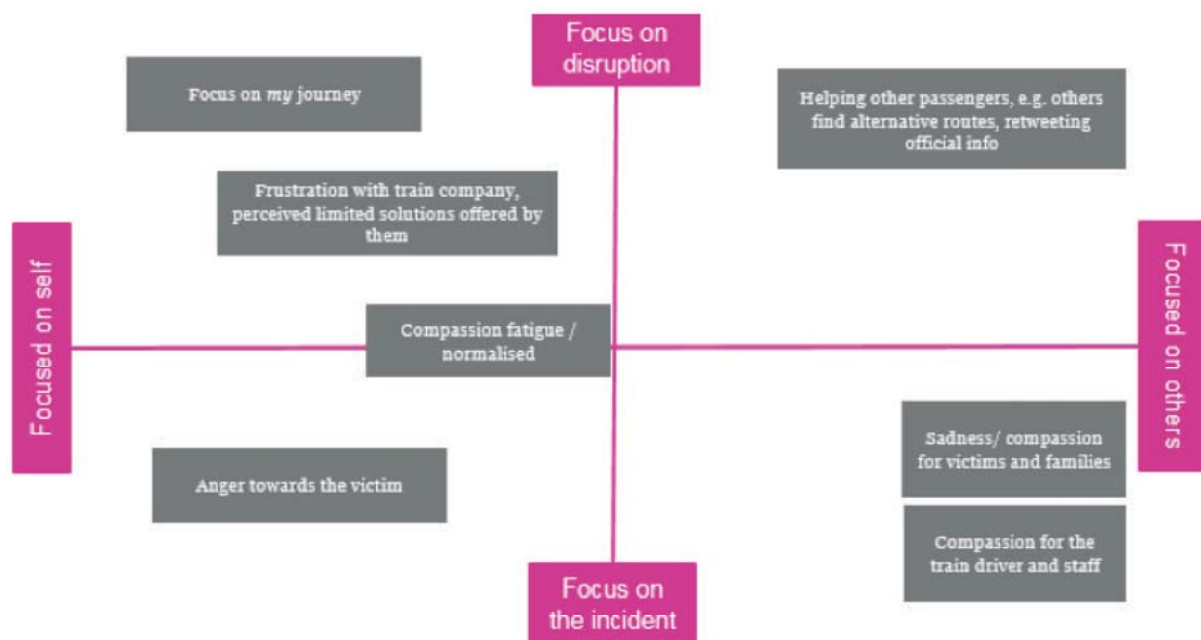 Focus on
disruption
Focus on my journey
Helping other passengers, e.g. others
find alternative routes, retweeting
official info
Frustration with train company,
perceived limited solutions offered by
them
Focused on self
Compassion fatigue /
normalised
Focused on others
Sadness/ compassion
for victims and families
Anger towards the victim
Compassion for the
train driver and staff
Focus on
the incident